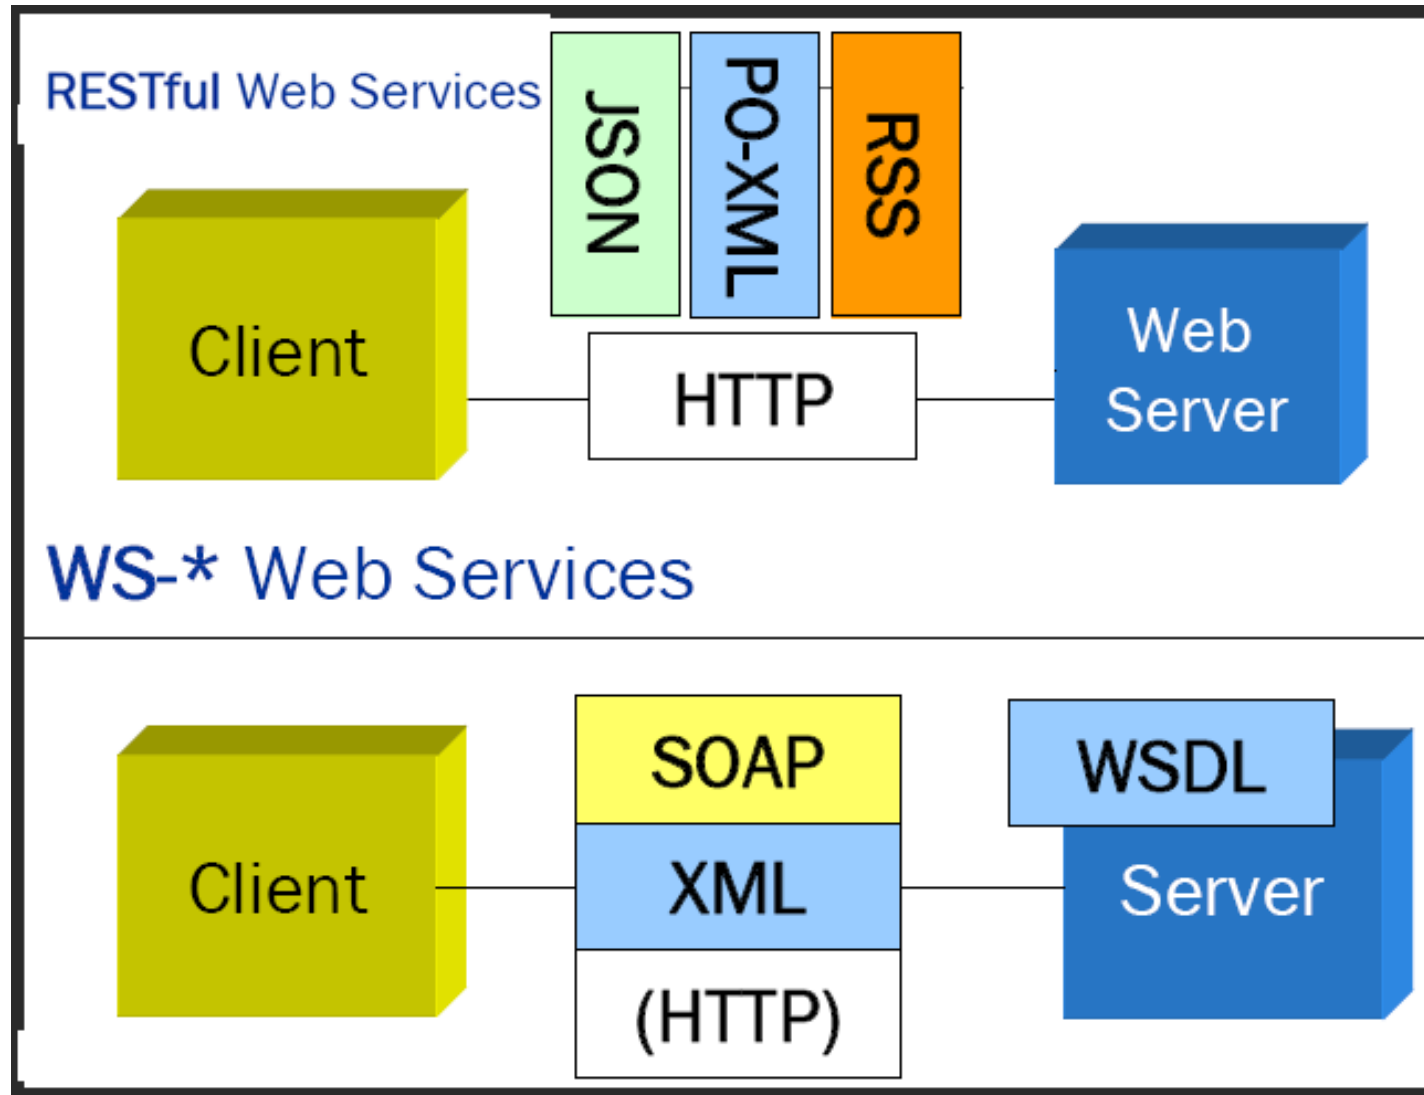 RESTful Web Services
JSON
PO-XML
RSS
Client
HTTP
Web
Server
WS-* Web Services
SOAP
WSDL
Client
XML
Server
(HTTP)